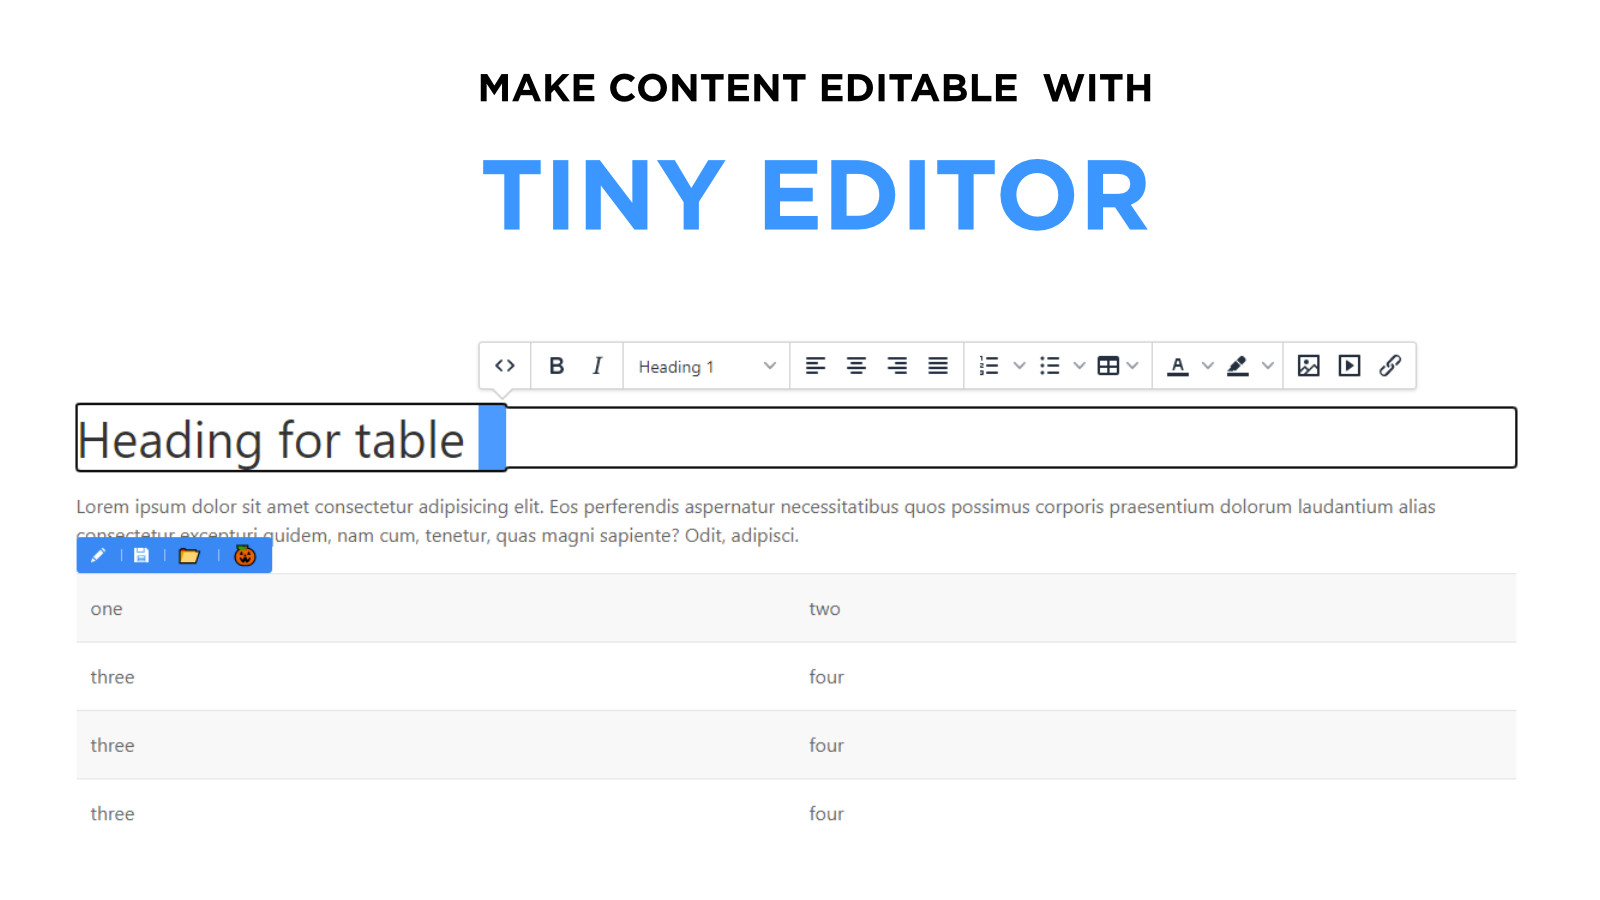 MAKE CONTENT EDITABLE WITH
TINY EDITOR
B I Heading 1 A
Heading for table
Lorem ipsum dolor sit amet consectetur adipisicing elit. Eos perferendis aspernatur necessitatibus quos possimus corporis praesentium dolorum laudantium alias
consectetur excepturi quidem, nam cum, tenetur, quas magni sapiente? Odit, adipisci.
one two
three four
three four
three four